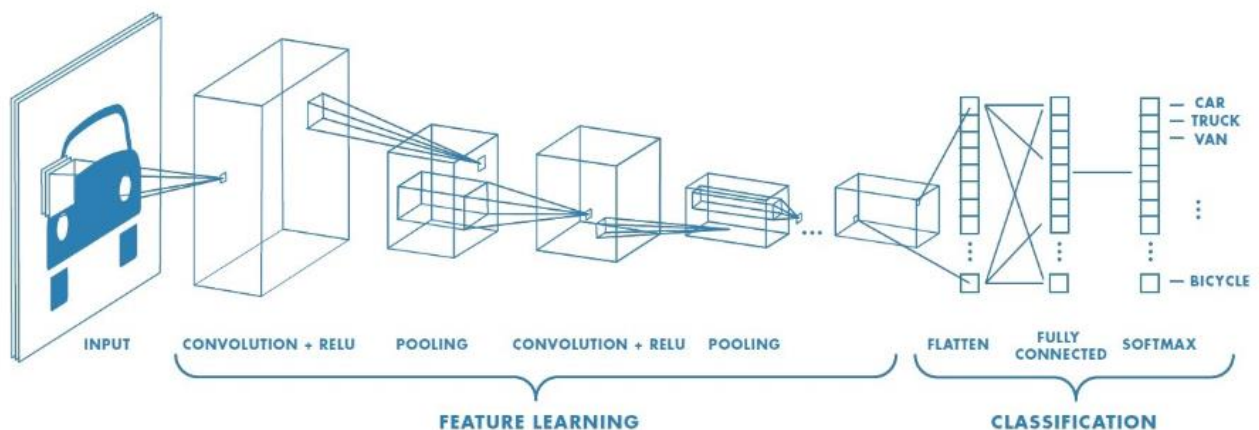 CAR
TRUCK
VAN
BICYCLE
INPUT
CONVOLUTION + RELU
POOLING
CONVOLUTION + RELU
POOLING
FLATTEN
FULLY
CONNECTED
SOFTMAX
FEATURE LEARNING
CLASSIFICATION